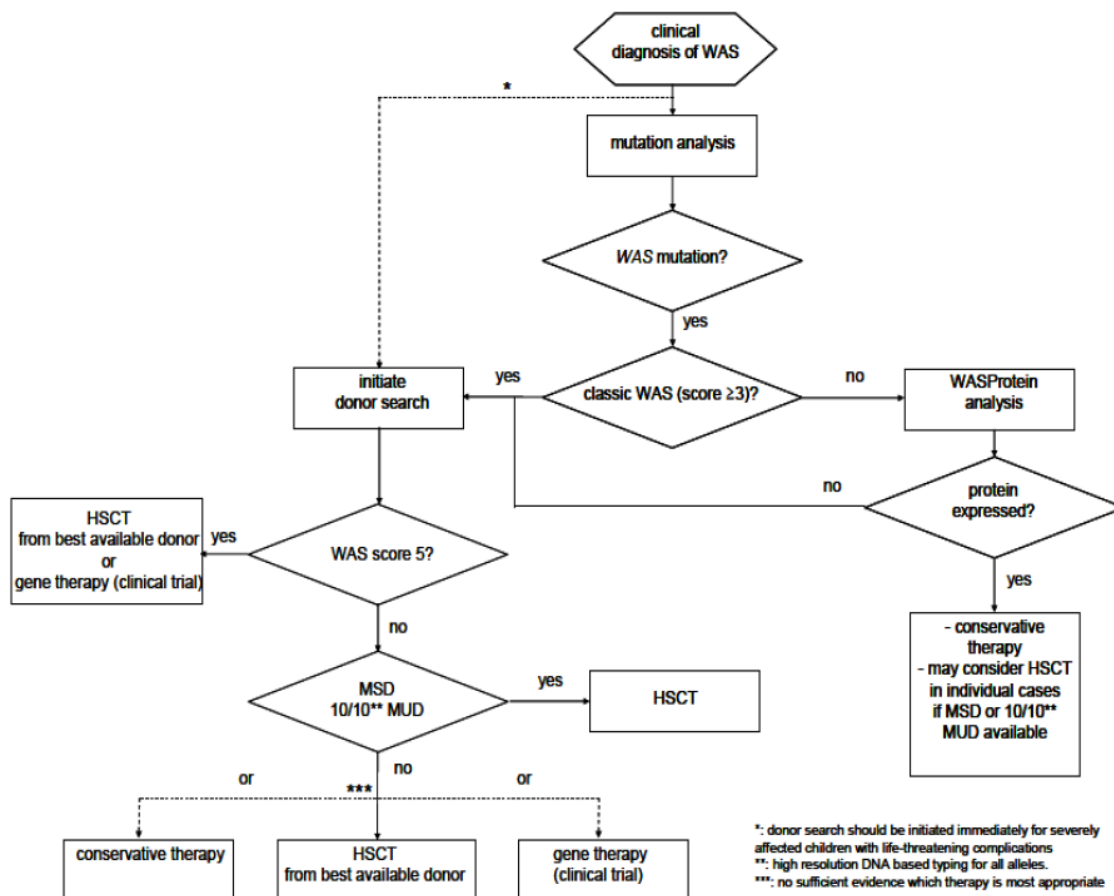 clinical
diagnosis of WAS
*
mutation analysis
WAS mutation?
yes
initiate
donor search
yes
classic WAS (score ≥3)?
no
WASProtein
analysis
no
protein
expressed?
HSCT
from best available donor
or
gene therapy (clinical trial)
yes
WAS score 5?
yes
no
- conservative
therapy
- may consider HSCT
in individual cases
if MSD or 10/10**
MUD available
MSD
10/10** MUD
yes
HSCT
no
or
***
or
conservative therapy
HSCT
from best available donor
gene therapy
(clinical trial)
*: donor search should be initiated immediately for severely
affected children with life-threatening complications
**: high resolution DNA based typing for all alleles.
***: no sufficient evidence which therapy is most appropriate